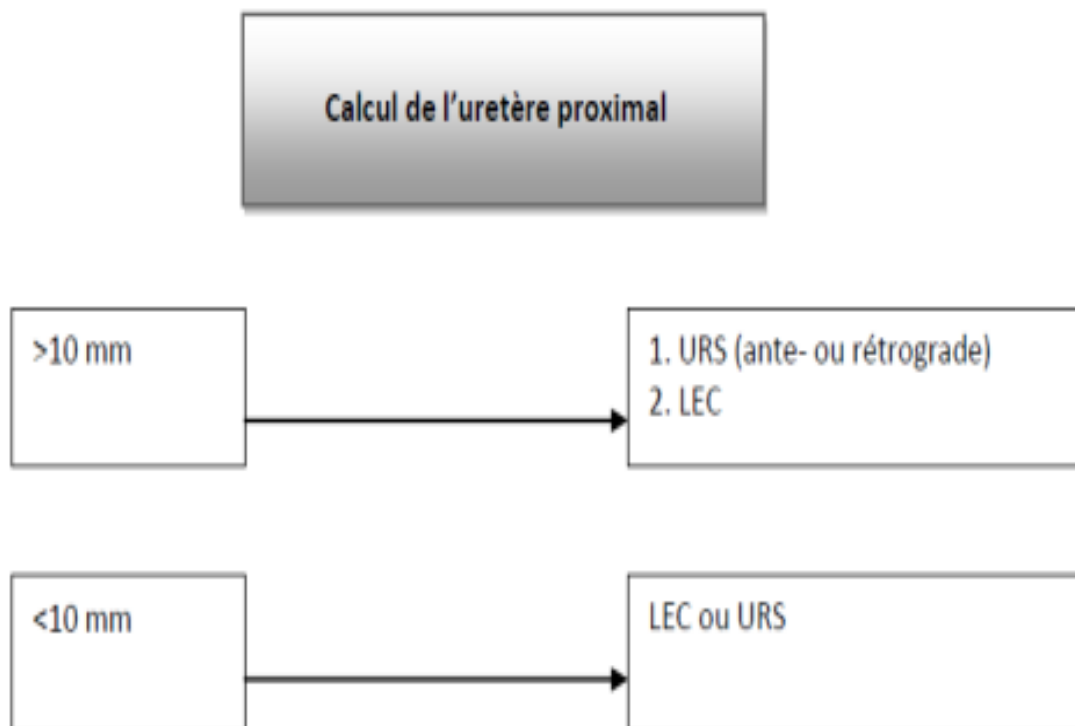 Calcul de l'uretère proximal
>10 mm
1. URS (ante- ou rétrograde)
2. LEC
<10 mm
LEC ou URS